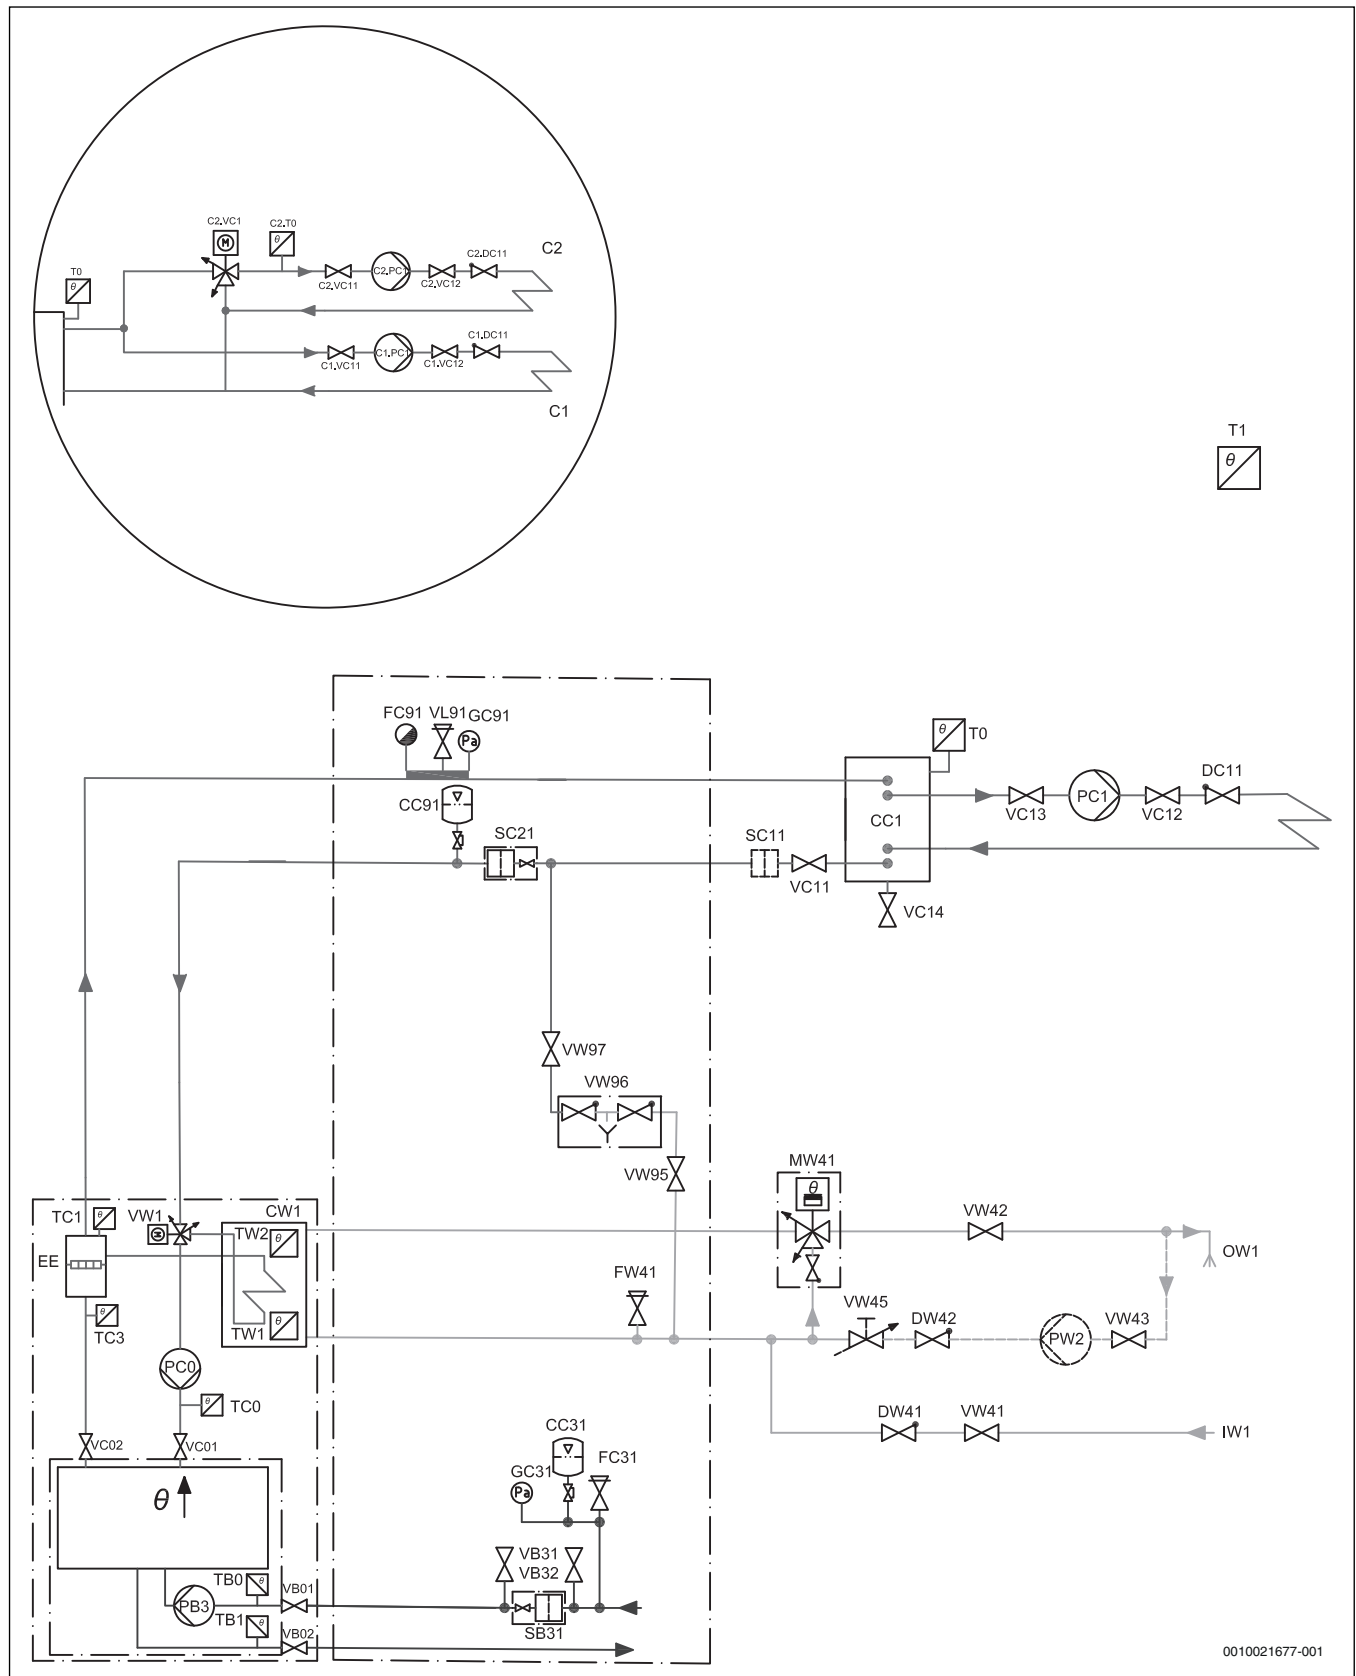 C2.VC1
C2.T0
C2
C2.DC11
T0
θ
θ
M
C2.PC1
C2.VC11
C2.VC12
C1.DC11
C1.PC1
C1.VC11
C1.VC12
C1
T1
θ
FC91
VL91
GC91
Pa
θ
T0
CC91
DC11
PC1
VC13
VC12
CC1
SC21
SC11
VC11
VC14
VW97
VW96
VW95
MW41
θ
TC1
θ
VW1
M
CW1
TW2
θ
VW42
OW1
EE
FW41
VW45
DW42
VW43
PW2
θ
TC3
TW1
θ
PC0
θ
TC0
DW41
VW41
IW1
VC02
VC01
CC31
GC31
FC31
Pa
θ
VB31
VB32
TB0
θ
VB01
PB3
TB1
θ
VB02
SB31
0010021677-001